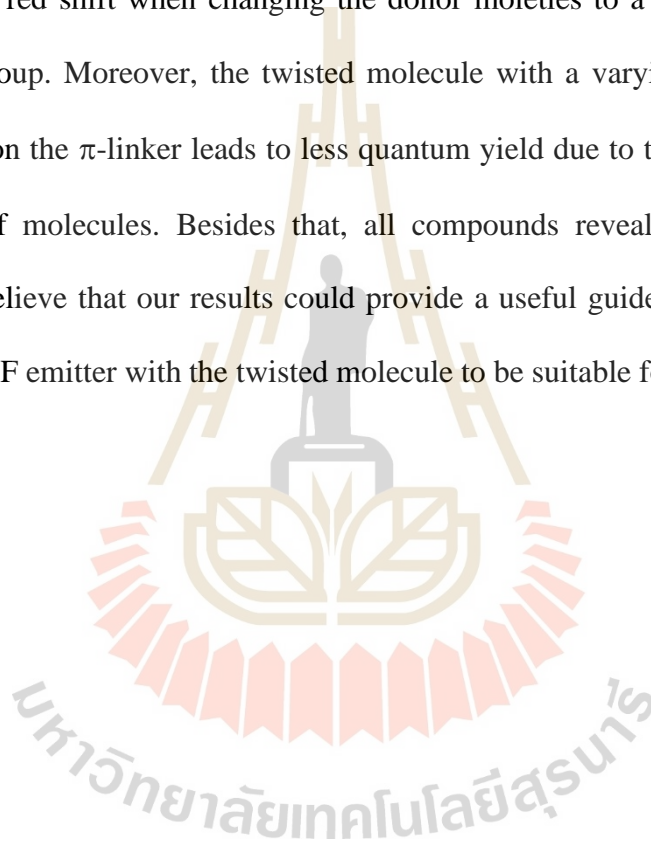 red shift when changing the donor moieties to a
oup. Moreover, the twisted molecule with a varyi
on the π-linker leads to less quantum yield due to t
f molecules. Besides that, all compounds reveal
elieve that our results could provide a useful guide
F emitter with the twisted molecule to be suitable f
มหาวิทยาลัยเทคโนโลยีสุรนารี